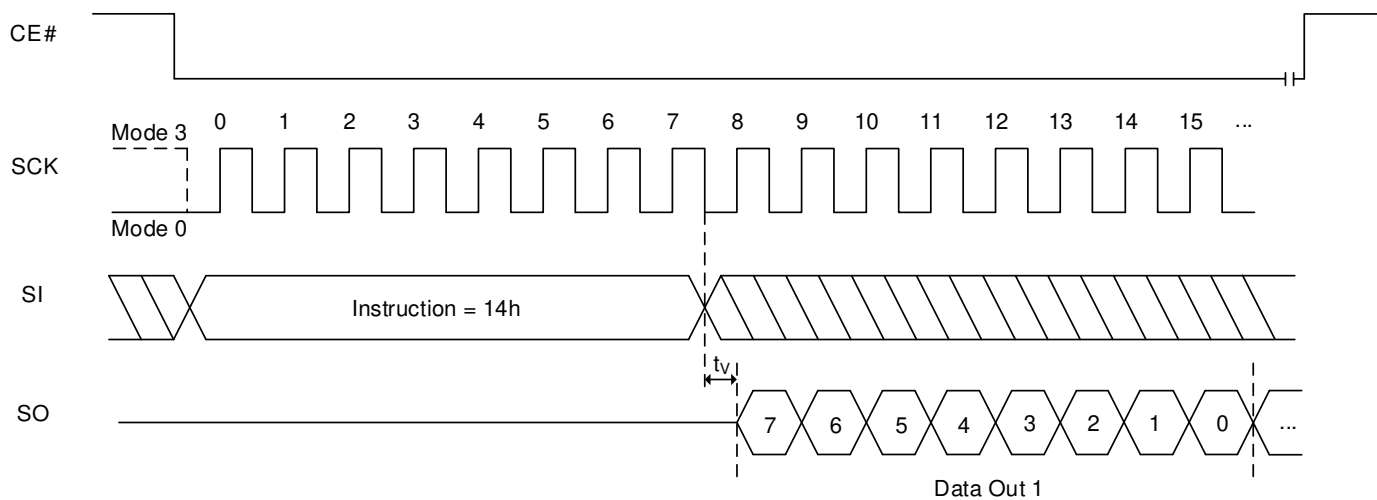 CE#
Mode 3
0 1 2 3 4 5 6 7 8 9 10 11 12 13 14 15 ...
SCK
Mode 0
SI
Instruction = 14h
tV
SO
7 6 5 4 3 2 1 0 ...
Data Out 1